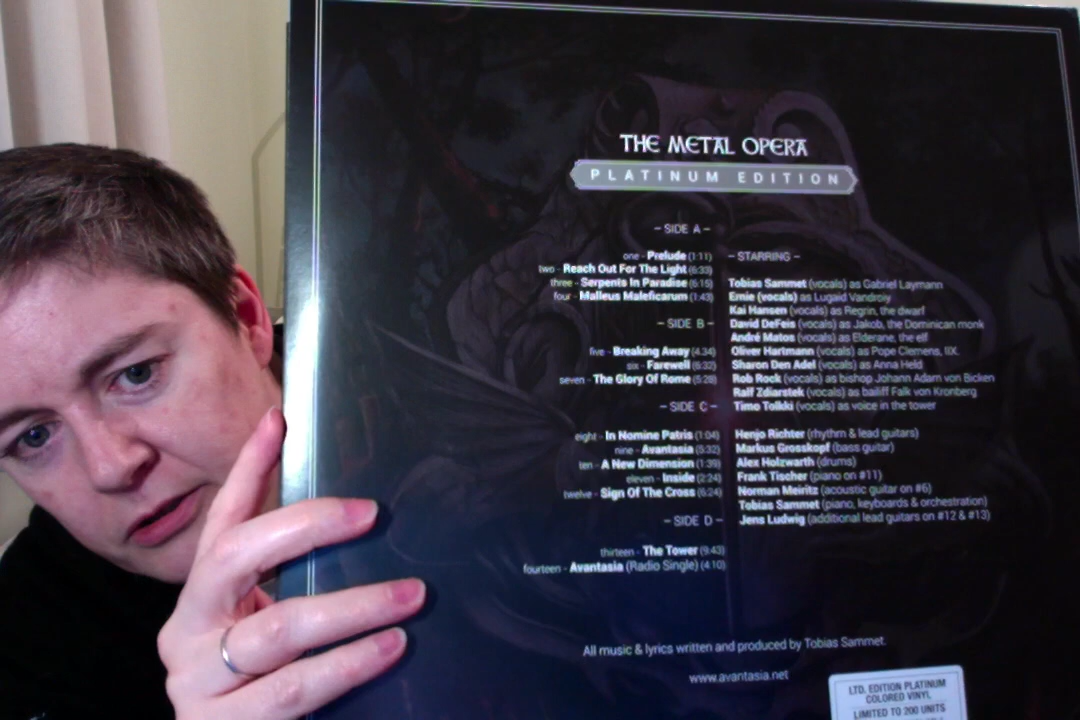 THE METAL OPERA
PLATINUM EDITION
– SIDE A –
one - Prelude (1:11)
two - Reach Out For The Light (6:33)
three - Serpents In Paradise (6:15)
four - Malleus Maleficarum (1:43)
– SIDE B –
five - Breaking Away (4:34)
six - Farewell (6:32)
seven - The Glory Of Rome (5:28)
– SIDE C –
eight - In Nomine Patris (1:04)
nine - Avantasia (5:32)
ten - A New Dimension (1:39)
eleven - Inside (2:24)
twelve - Sign Of The Cross (6:24)
– SIDE D –
thirteen - The Tower (9:43)
fourteen - Avantasia (Radio Single) (4:10)
– STARRING –
Tobias Sammet (vocals) as Gabriel Laymann
Ernie (vocals) as Lugaid Vandroiy
Kai Hansen (vocals) as Regrin, the dwarf
David DeFeis (vocals) as Jakob, the Dominican monk
André Matos (vocals) as Elderane, the elf
Oliver Hartmann (vocals) as Pope Clemens, IIX.
Sharon Den Adel (vocals) as Anna Held
Rob Rock (vocals) as bishop Johann Adam von Bicken
Ralf Zdiarstek (vocals) as bailiff Falk von Kronberg
Timo Tolkki (vocals) as voice in the tower
Henjo Richter (rhythm & lead guitars)
Markus Grosskopf (bass guitar)
Alex Holzwarth (drums)
Frank Tischer (piano on #11)
Norman Meiritz (acoustic guitar on #6)
Tobias Sammet (piano, keyboards & orchestration)
Jens Ludwig (additional lead guitars on #12 & #13)
All music & lyrics written and produced by Tobias Sammet.
www.avantasia.net
LTD. EDITION PLATINUM
COLORED VINYL
LIMITED TO 200 UNITS